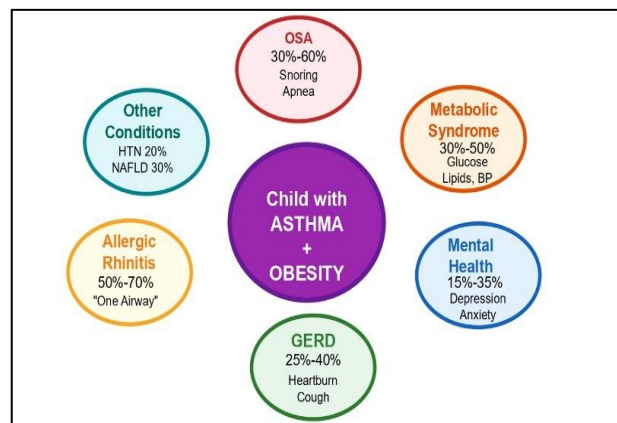 OSA
30%-60%
Snoring
Apnea
Other
Conditions
HTN 20%
NAFLD 30%
Metabolic
Syndrome
30%-50%
Glucose
Lipids, BP
Child with
ASTHMA
+
OBESITY
Allergic
Rhinitis
50%-70%
"One Airway"
Mental
Health
15%-35%
Depression
Anxiety
GERD
25%-40%
Heartburn
Cough